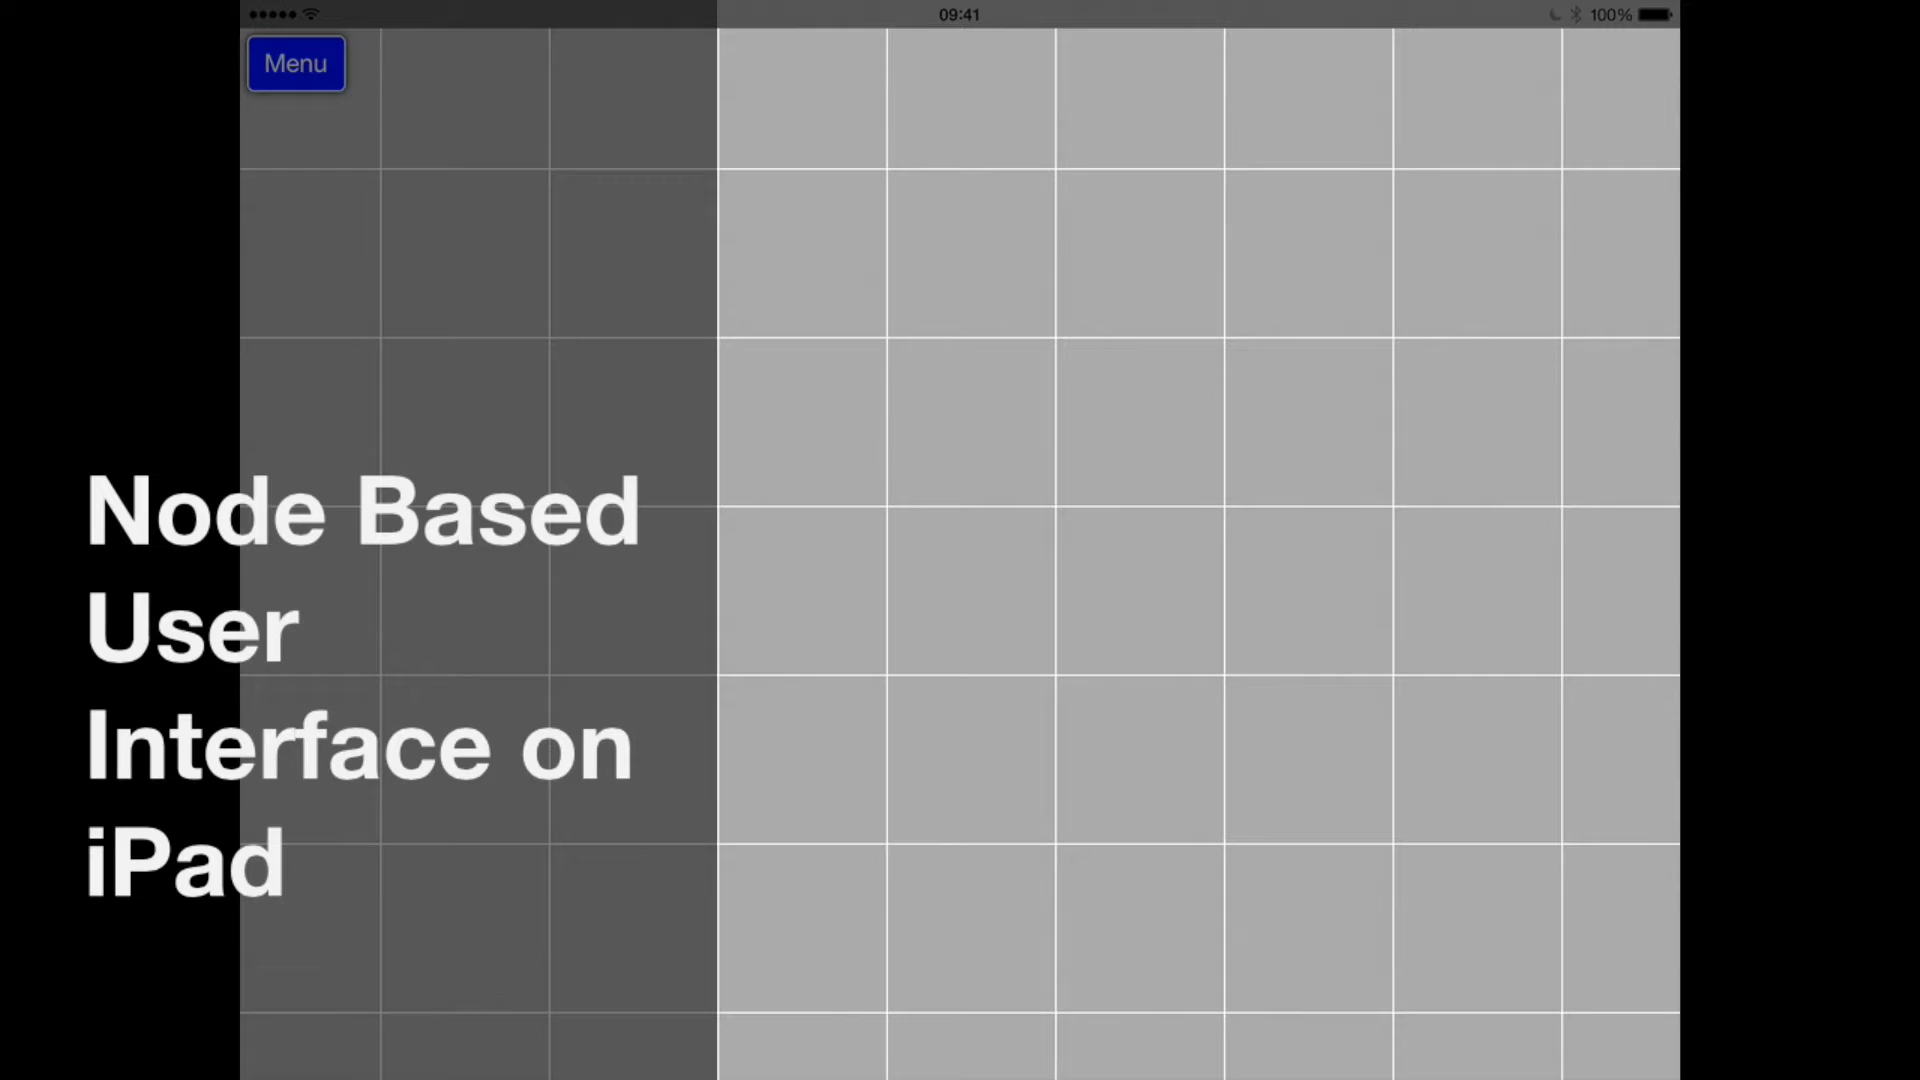 09:41
100%
Menu
Node Based
User
Interface on
iPad